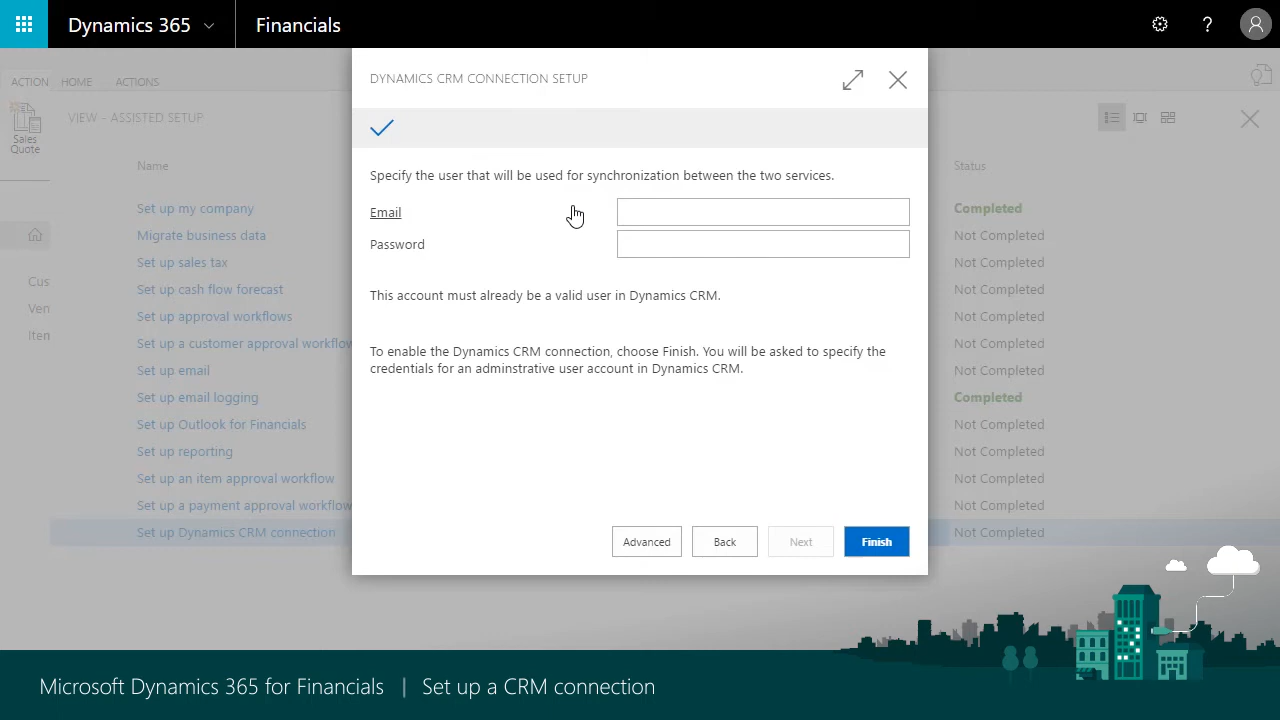 Dynamics 365
Financials
?
DYNAMICS CRM CONNECTION SETUP
ACTION
HOME
ACTIONS
VIEW – ASSISTED SETUP
Sales
Quote
Name
Status
Specify the user that will be used for synchronization between the two services.
Email
Password
This account must already be a valid user in Dynamics CRM.
To enable the Dynamics CRM connection, choose Finish. You will be asked to specify the
credentials for an adminstrative user account in Dynamics CRM.
Advanced
Back
Next
Finish
Set up my company
Completed
Migrate business data
Not Completed
Set up sales tax
Not Completed
Cus
Set up cash flow forecast
Not Completed
Ven
Set up approval workflows
Not Completed
Iten
Set up a customer approval workflow
Not Completed
Set up email
Not Completed
Set up email logging
Completed
Set up Outlook for Financials
Not Completed
Set up reporting
Not Completed
Set up an item approval workflow
Not Completed
Set up a payment approval workflow
Not Completed
Set up Dynamics CRM connection
Not Completed
Microsoft Dynamics 365 for Financials | Set up a CRM connection